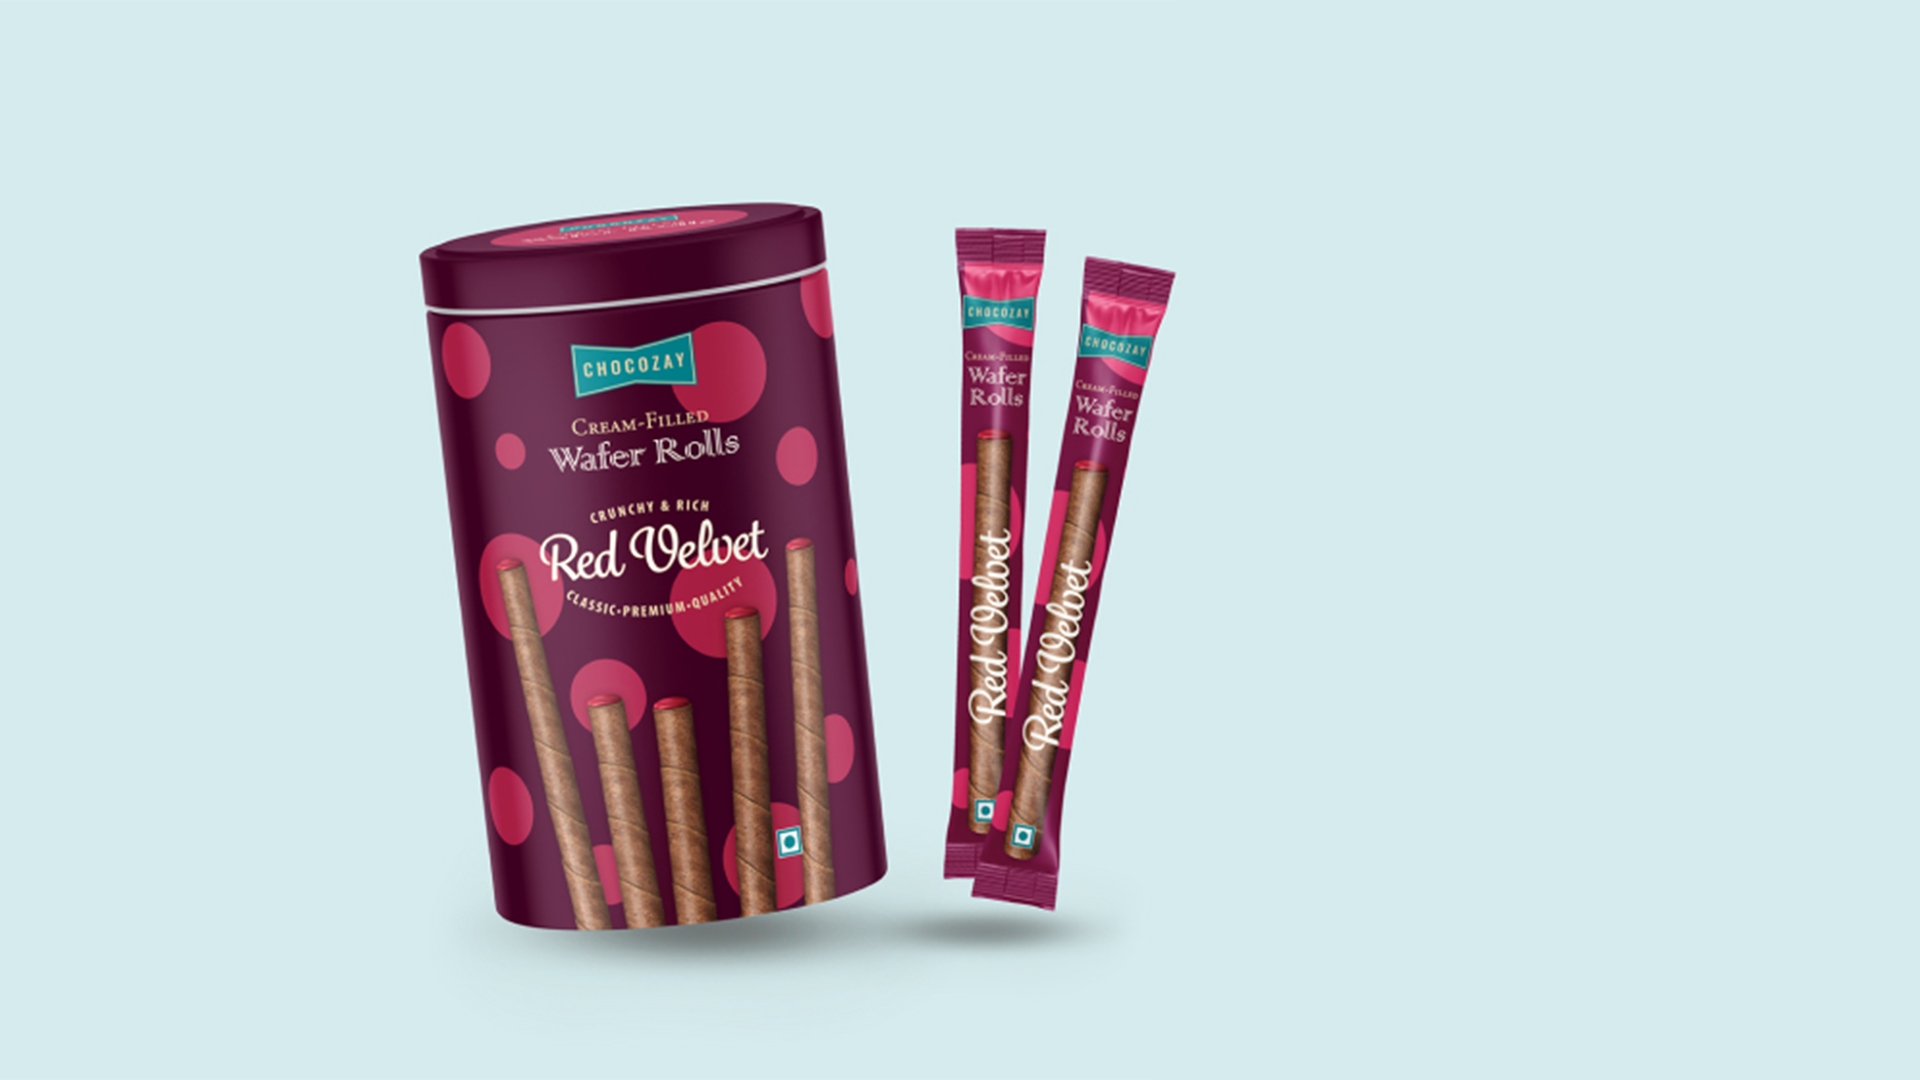 CHOCOZAY
CREAM-FILLED
Wafer Rolls
CRUNCHY & RICH
Red Velvet
CLASSIC•PREMIUM•QUALITY
CHOCOZAY
CREAM-FILLED
Wafer
Rolls
Red Velvet
CHOCOZAY
CREAM-FILLED
Wafer
Rolls
Red Velvet